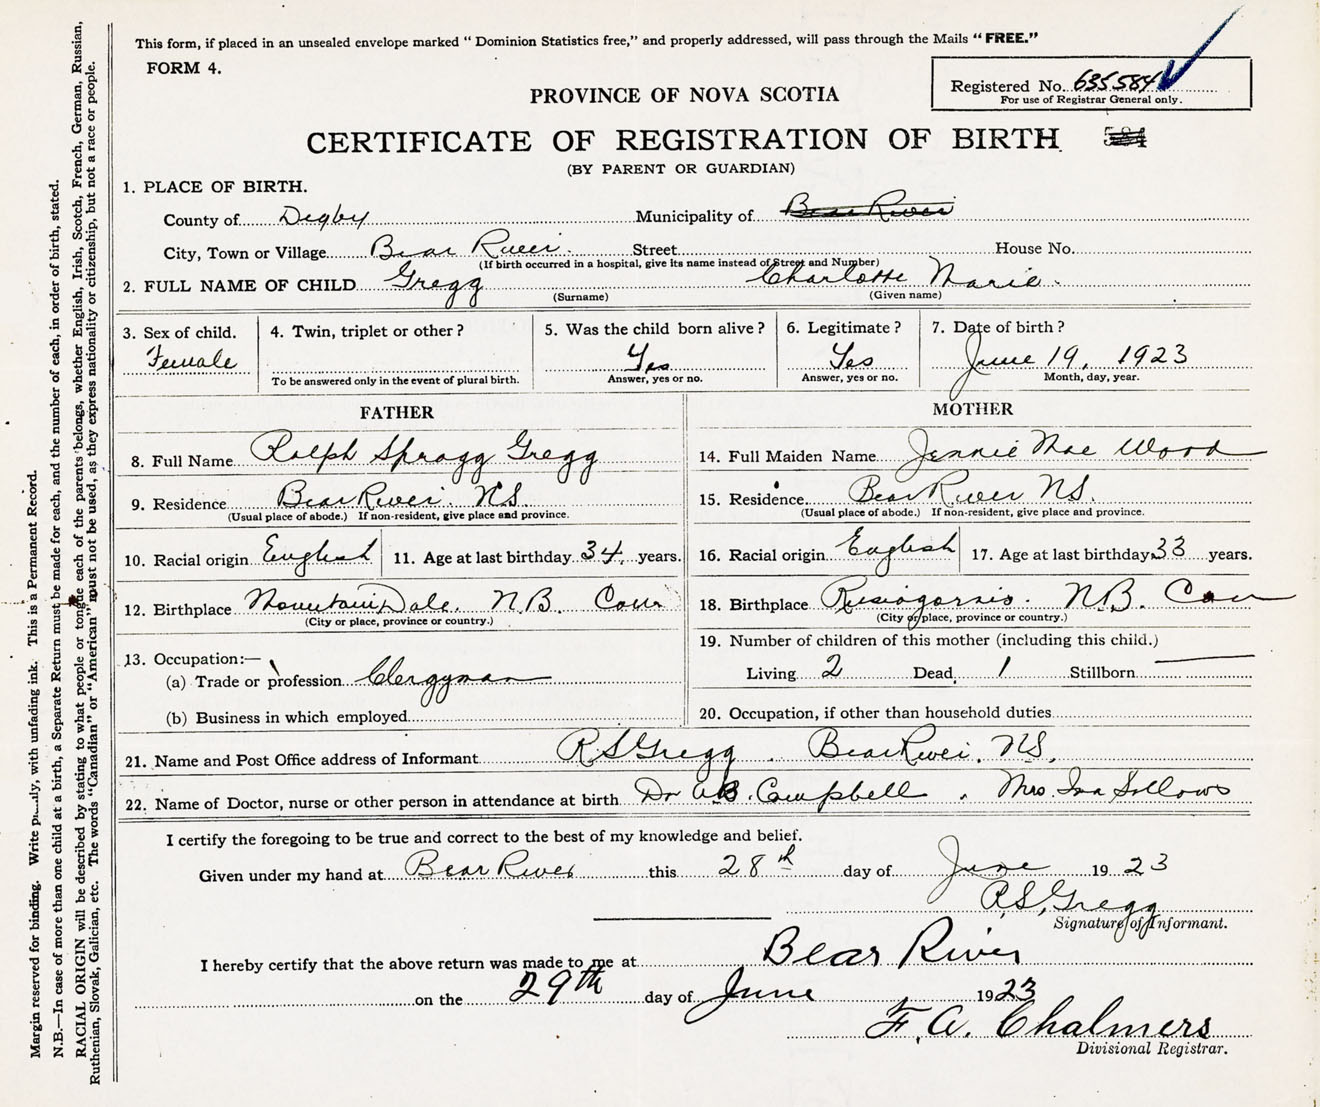 This form, if placed in an unsealed envelope marked “ Dominion Statistics free,” and properly addressed, will pass through the Mails “ FREE.”
FORM 4.
Registered No. 635584
For use of Registrar General only.
PROVINCE OF NOVA SCOTIA
CERTIFICATE OF REGISTRATION OF BIRTH 584
(BY PARENT OR GUARDIAN)
1. PLACE OF BIRTH.
County of Digby Municipality of Bear River
City, Town or Village Bear River Street House No.
(If birth occurred in a hospital, give its name instead of Street and Number)
2. FULL NAME OF CHILD Gregg Charlotte Marie
(Surname) (Given name)
3. Sex of child. 4. Twin, triplet or other ? 5. Was the child born alive ? 6. Legitimate ? 7. Date of birth ?
Female Yes Yes June 19, 1923
To be answered only in the event of plural birth. Answer, yes or no. Answer, yes or no. Month, day, year.
FATHER MOTHER
8. Full Name Ralph Spragg Gregg 14. Full Maiden Name Jennie Mae Wood
9. Residence Bear River. N.S. 15. Residence Bear River N.S.
(Usual place of abode.) If non-resident, give place and province. (Usual place of abode.) If non-resident, give place and province.
10. Racial origin English 11. Age at last birthday 34 years. 16. Racial origin English 17. Age at last birthday 33 years.
12. Birthplace Mountain Dale. N.B. Can 18. Birthplace Rusiagornis. N.B. Can
(City or place, province or country.) (City or place, province or country.)
13. Occupation:— 19. Number of children of this mother (including this child.)
(a) Trade or profession Clergyman Living 2 Dead 1 Stillborn —
(b) Business in which employed 20. Occupation, if other than household duties
21. Name and Post Office address of Informant R S Gregg . Bear River, N.S.
22. Name of Doctor, nurse or other person in attendance at birth Dr Campbell . Mrs. Ira Sollows
I certify the foregoing to be true and correct to the best of my knowledge and belief.
Given under my hand at Bear River this 28th day of June 1923
R.S. Gregg
Signature of Informant.
I hereby certify that the above return was made to me at Bear River
on the 29th day of June 1923
F. A. Chalmers
Divisional Registrar.
Margin reserved for binding. Write with unfading ink. This is a Permanent Record.
N.B.—In case of more than one child at a birth, a Separate Return must be made for each, and the number of each, in order of birth, stated.
RACIAL ORIGIN will be described by stating to what people or tongue each of the parents belongs, whether English, Irish, Scotch, French, German, Russian,
Ruthenian, Slovak, Galician, etc. The words “Canadian” or “American” must not be used, as they express nationality or citizenship, but not a race or people.